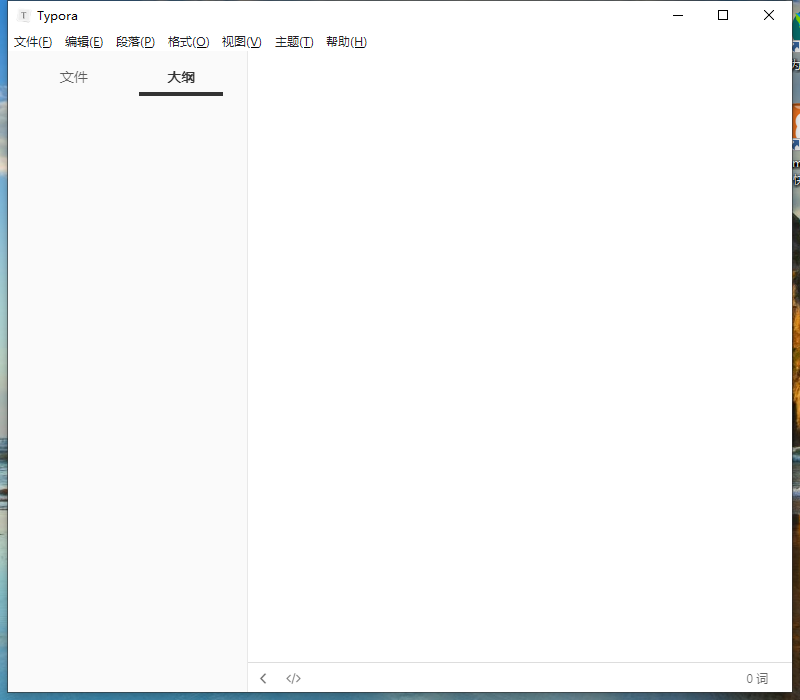 T Typora
文件(F) 编辑(E) 段落(P) 格式(O) 视图(V) 主题(T) 帮助(H)
文件 大纲
</> 0 词